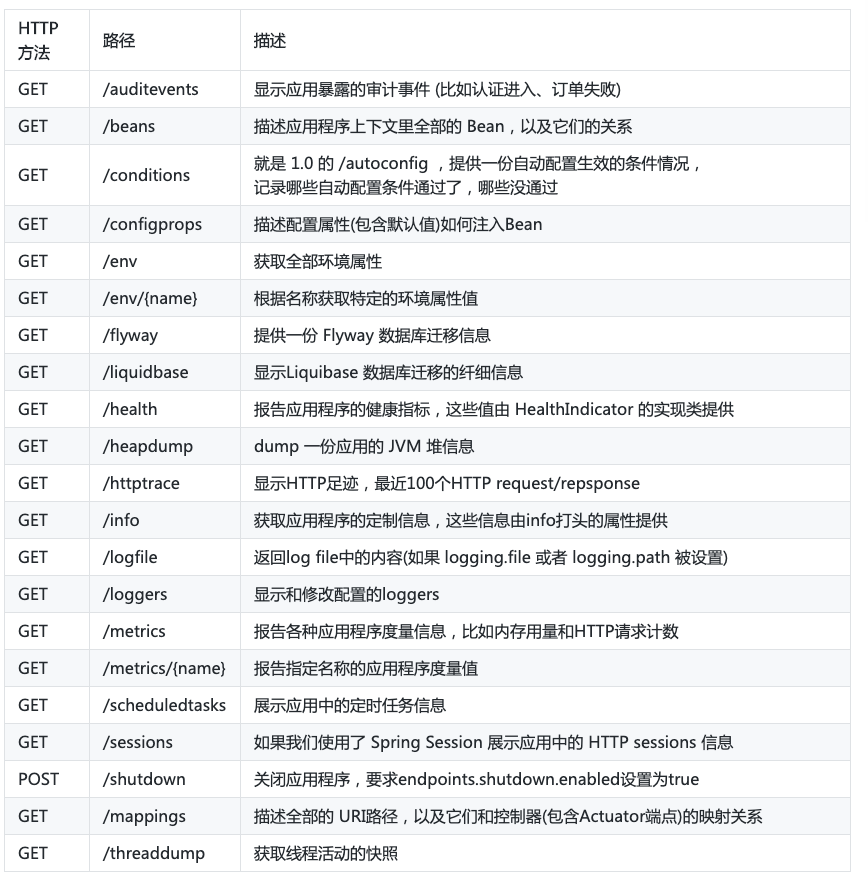 HTTP
方法
路径
描述
GET /auditevents 显示应用暴露的审计事件 (比如认证进入、订单失败)
GET /beans 描述应用程序上下文里全部的 Bean，以及它们的关系
GET /conditions 就是 1.0 的 /autoconfig ，提供一份自动配置生效的条件情况，
记录哪些自动配置条件通过了，哪些没通过
GET /configprops 描述配置属性(包含默认值)如何注入Bean
GET /env 获取全部环境属性
GET /env/{name} 根据名称获取特定的环境属性值
GET /flyway 提供一份 Flyway 数据库迁移信息
GET /liquidbase 显示Liquibase 数据库迁移的纤细信息
GET /health 报告应用程序的健康指标，这些值由 HealthIndicator 的实现类提供
GET /heapdump dump 一份应用的 JVM 堆信息
GET /httptrace 显示HTTP足迹，最近100个HTTP request/repsponse
GET /info 获取应用程序的定制信息，这些信息由info打头的属性提供
GET /logfile 返回log file中的内容(如果 logging.file 或者 logging.path 被设置)
GET /loggers 显示和修改配置的loggers
GET /metrics 报告各种应用程序度量信息，比如内存用量和HTTP请求计数
GET /metrics/{name} 报告指定名称的应用程序度量值
GET /scheduledtasks 展示应用中的定时任务信息
GET /sessions 如果我们使用了 Spring Session 展示应用中的 HTTP sessions 信息
POST /shutdown 关闭应用程序，要求endpoints.shutdown.enabled设置为true
GET /mappings 描述全部的 URI路径，以及它们和控制器(包含Actuator端点)的映射关系
GET /threaddump 获取线程活动的快照